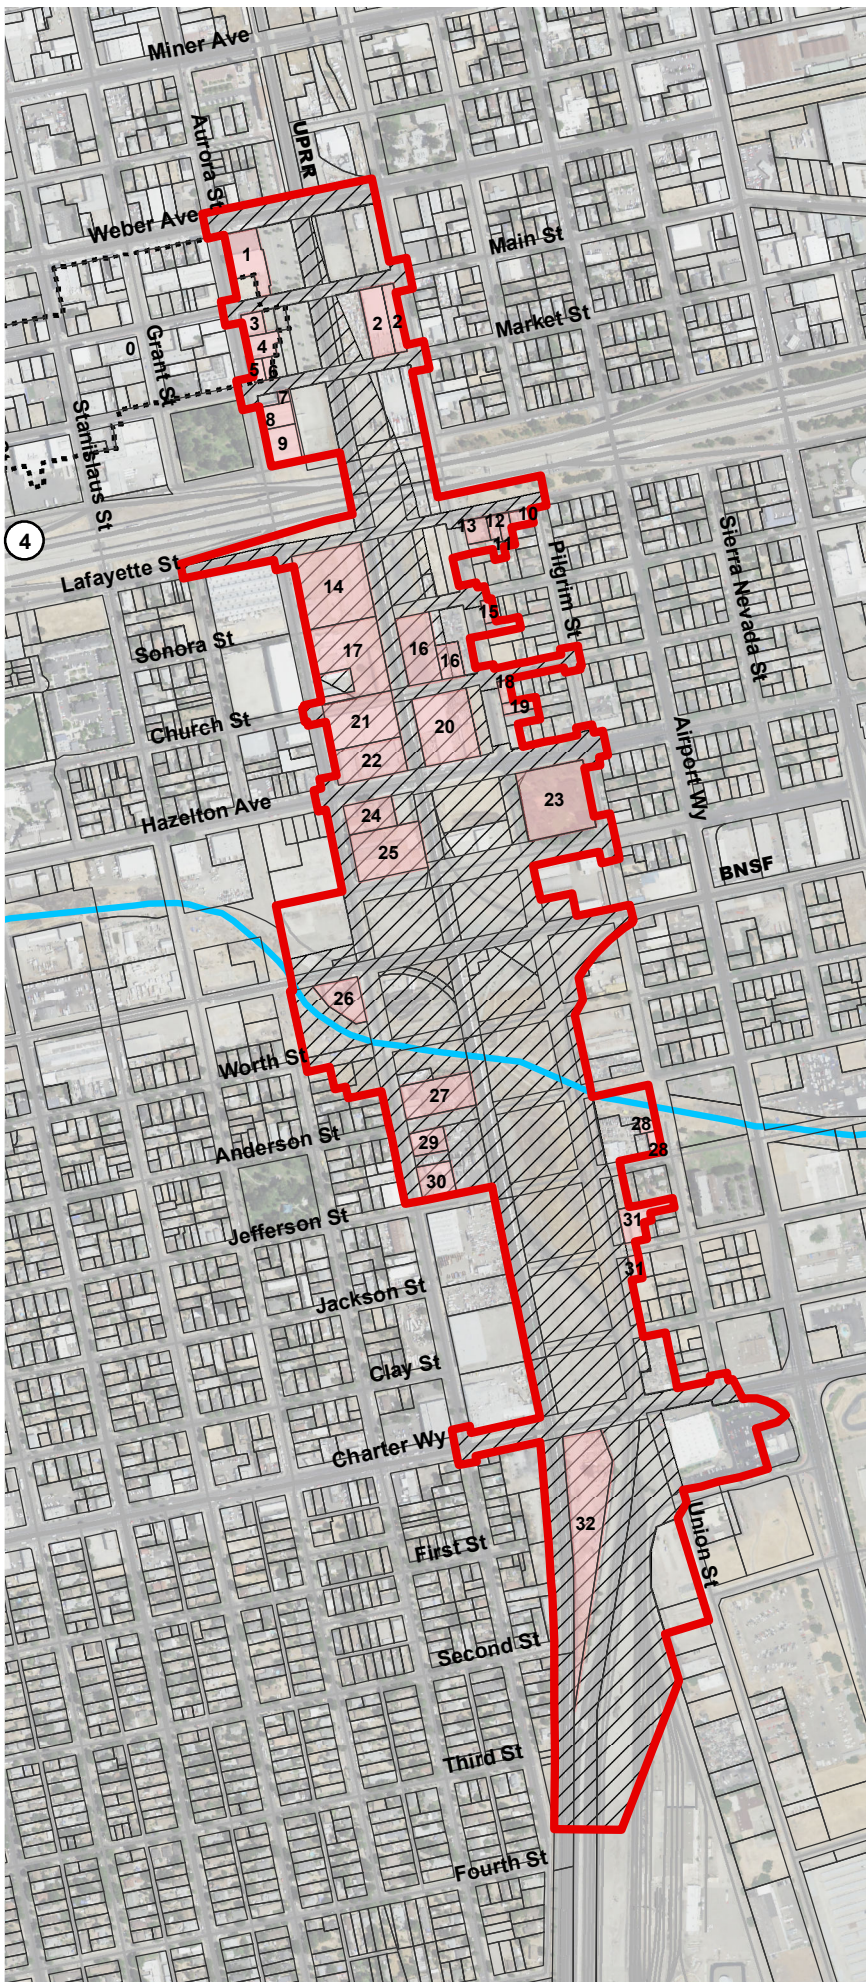 Miner Ave
Aurora St
UPRR
Weber Ave
Main St
1
Market St
3
2
2
4
0
Grant St
5
6
7
8
9
Stanislaus St
4
10
13
12
11
Lafayette St
Pilgrim St
Sierra Nevada St
14
15
Sonora St
17
16
16
18
19
Church St
21
20
22
Airport Wy
Hazelton Ave
23
24
25
BNSF
26
Worth St
27
28
28
Anderson St
29
30
Jefferson St
31
31
Jackson St
Clay St
Charter Wy
32
First St
Union St
Second St
Third St
Fourth St